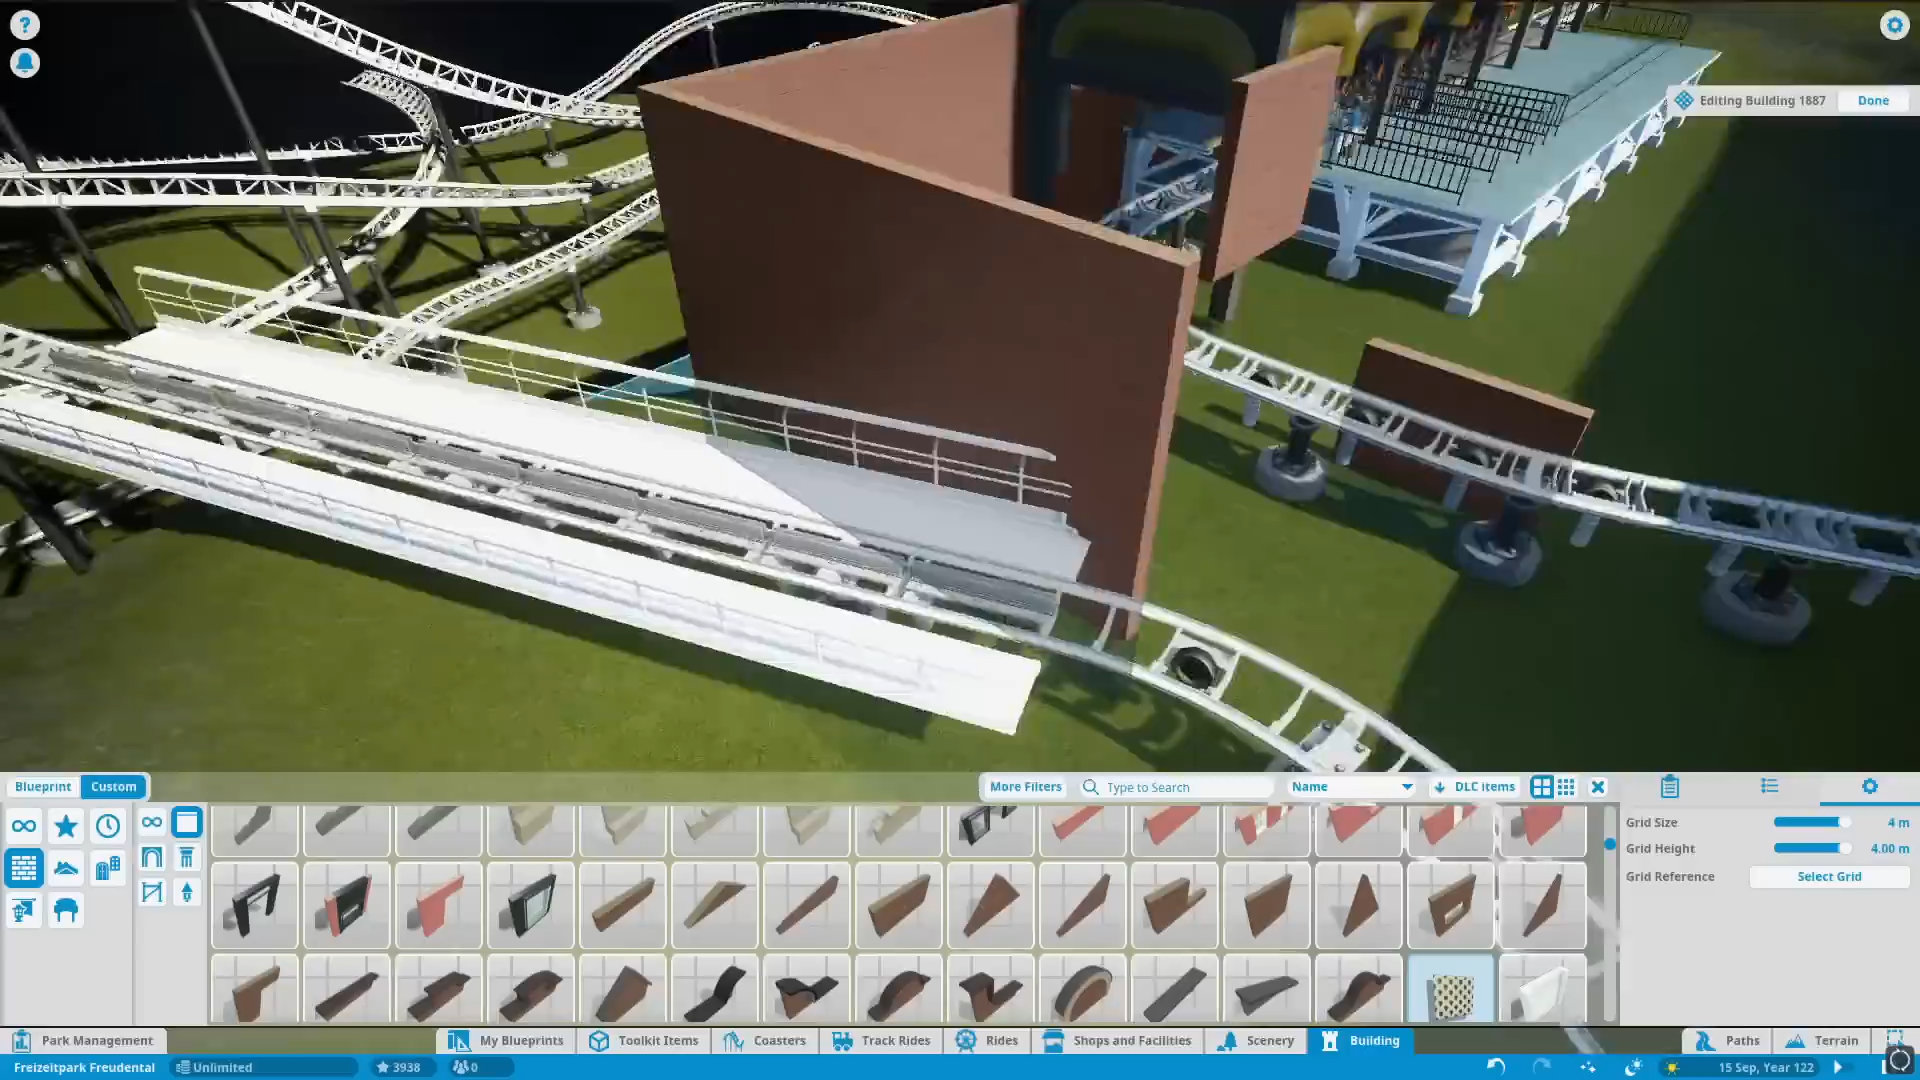 ?
Editing Building 1887 Done
Blueprint Custom More Filters Type to Search Name DLC items
Grid Size 4 m
Grid Height 4.00 m
Grid Reference Select Grid
Park Management My Blueprints Toolkit Items Coasters Track Rides Rides Shops and Facilities Scenery Building Paths Terrain
Freizeitpark Freudental Unlimited 3938 0 15 Sep, Year 122